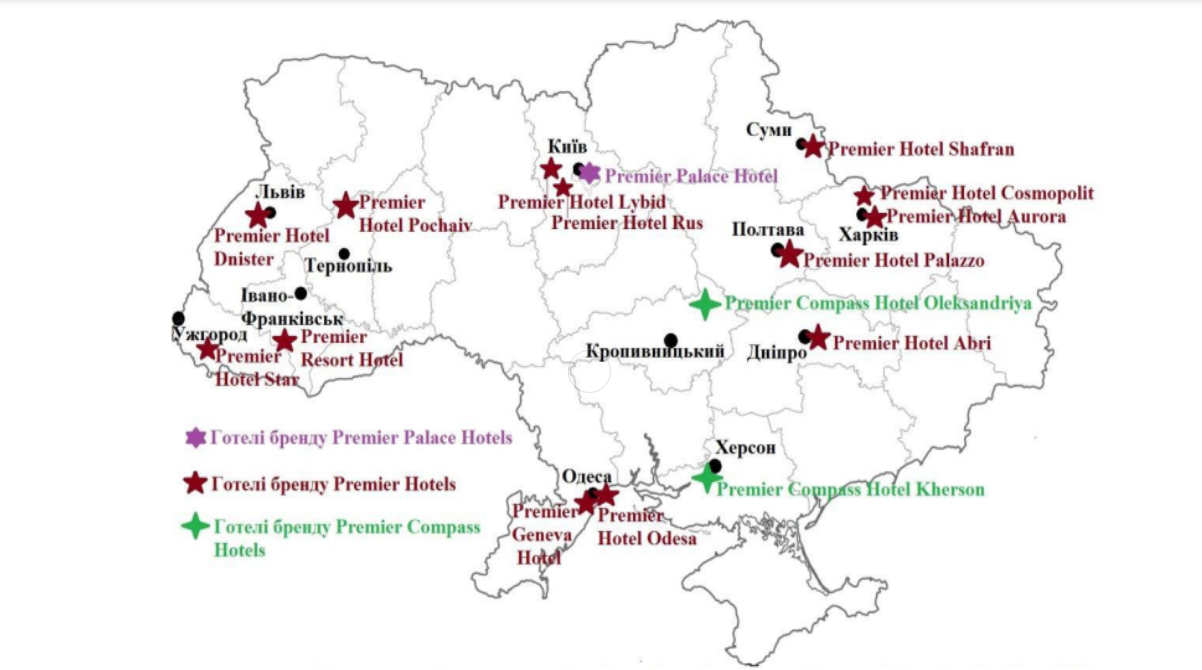 Суми
Premier Hotel Shafran
Київ
Premier Palace Hotel
Premier Hotel Lybid
Premier Hotel Rus
Львів
Premier Hotel
Dnister
Premier
Hotel Pochaiv
Premier Hotel Cosmopolit
Premier Hotel Aurora
Харків
Полтава
Premier Hotel Palazzo
Тернопіль
Івано-
Франківськ
Premier
Resort Hotel
Ужгород
Premier
Hotel Star
Premier Compass Hotel Oleksandriya
Кропивницький
Дніпро
Premier Hotel Abri
Готелі бренду Premier Palace Hotels
Готелі бренду Premier Hotels
Готелі бренду Premier Compass
Hotels
Херсон
Premier Compass Hotel Kherson
Одеса
Premier
Geneva
Hotel
Premier
Hotel Odesa